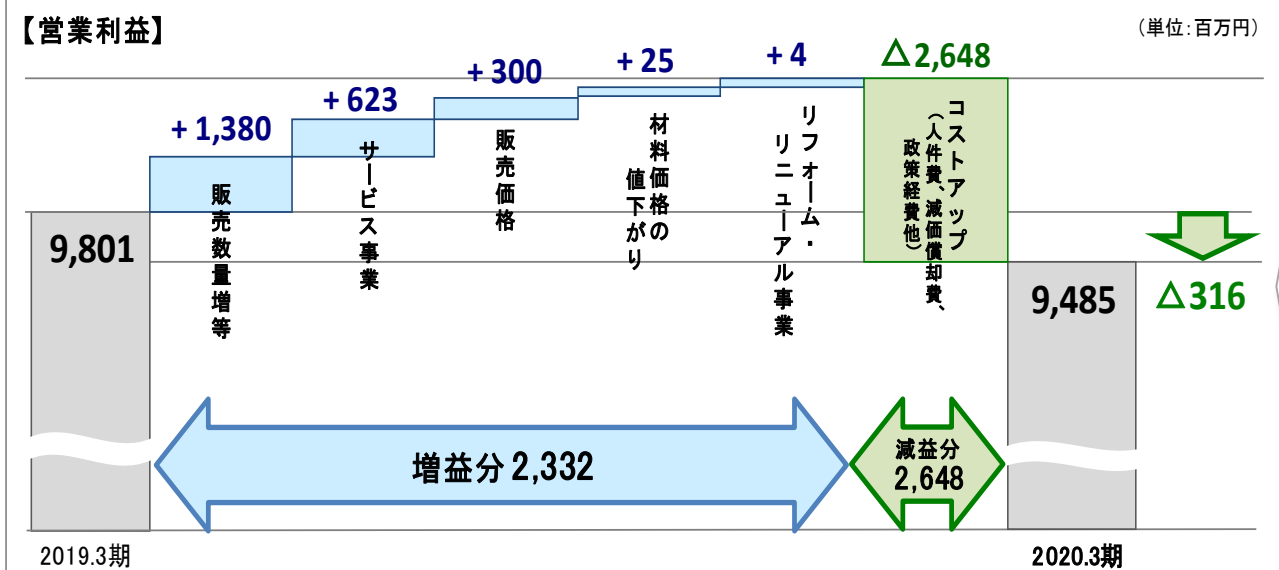 【営業利益】
(単位:百万円)
+ 1,380
+ 623
+ 300
+ 25
+ 4
△2,648
販売数量増等
サービス事業
販売価格
材料価格の
値下がり
リフォーム・
リニューアル事業
コストアップ
(人件費、減価償却費、
政策経費他)
9,801
9,485
△316
増益分 2,332
減益分
2,648
2019.3期
2020.3期